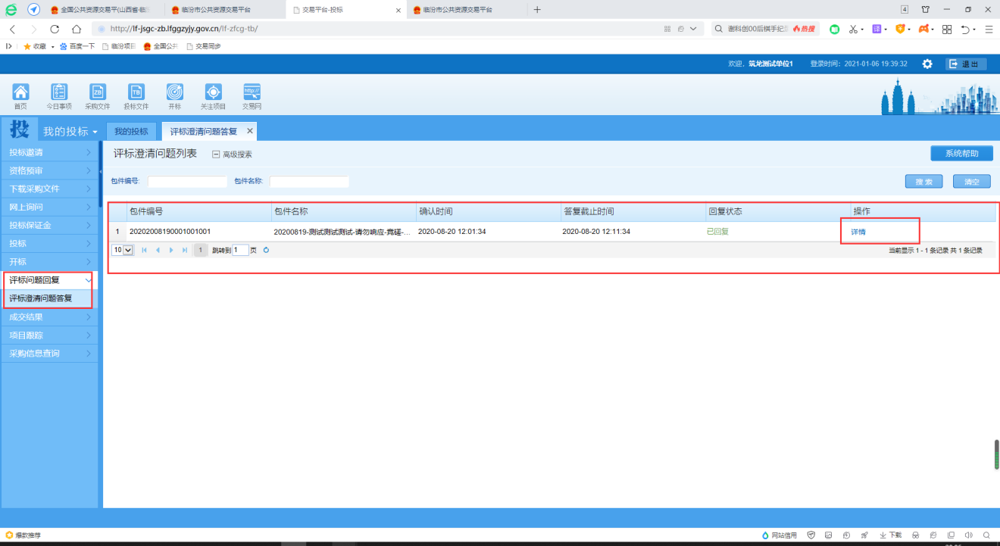 全国公共资源交易平(山西省·临
临汾市公共资源交易平台
交易平台-投标
临汾市公共资源交易平台
4
http://lf-jsgc-zb.lfggzyjy.gov.cn/lf-zfcg-tb/
谢科创00后棋手纪
热搜
收藏
百度一下
临汾项目
全国公共
交易同步
欢迎, 筑龙测试单位1
登录时间: 2021-01-06 19:39:32
退 出
首页
今日事项
采购文件
投标文件
开标
关注项目
交易网
投
我的投标
我的投标
评标澄清问题答复
投标邀请
资格预审
下载采购文件
网上询问
投标保证金
投标
开标
评标问题回复
评标澄清问题答复
成交结果
项目跟踪
采购信息查询
评标澄清问题列表
高级搜索
系统帮助
包件编号:
包件名称:
搜 索
清空
包件编号 包件名称 确认时间 答复截止时间 回复状态 操作
1 20202008190001001001 20200819-测试测试测试-请勿响应-竞磋-... 2020-08-20 12:01:34 2020-08-20 12:11:34 已回复 详情
10 1 跳转到 1 页
当前显示 1 - 1 条记录 共 1 条记录
爆款推荐
网站信用
下载